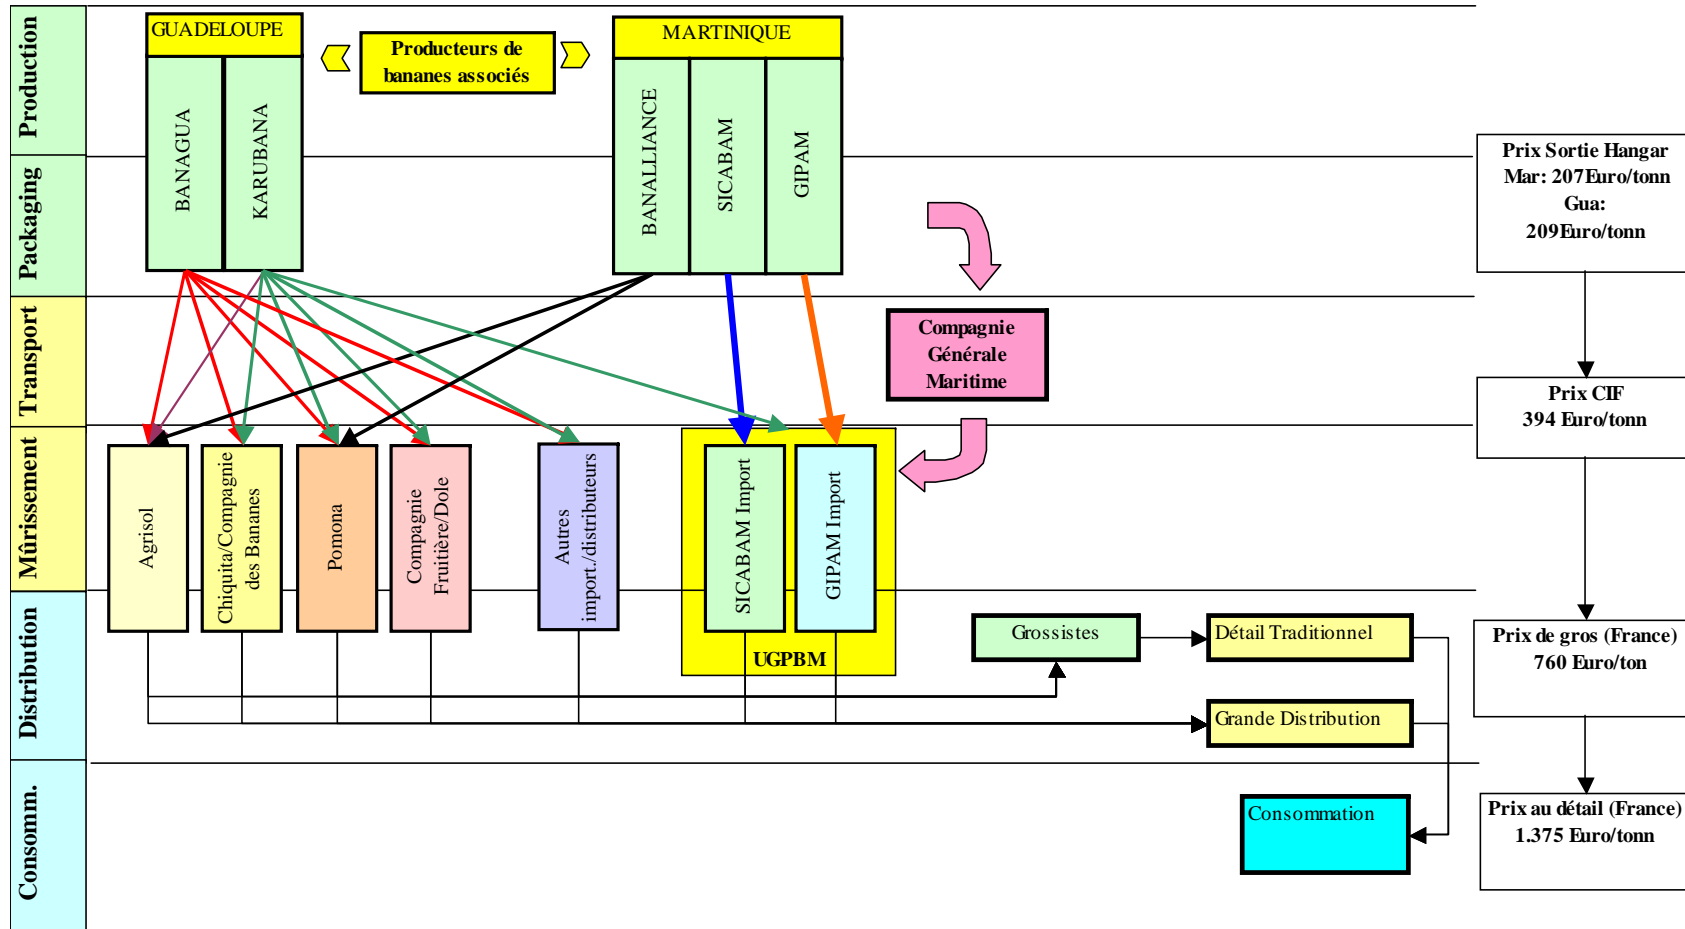 Production
Packaging
Transport
Mûrissement
Distribution
Consomm.
GUADELOUPE
Producteurs de
bananes associés
MARTINIQUE
BANAGUA
KARUBANA
BANALLIANCE
SICABAM
GIPAM
Prix Sortie Hangar
Mar: 207Euro/tonn
Gua:
209Euro/tonn
Compagnie
Générale
Maritime
Prix CIF
394 Euro/tonn
Agrisol
Chiquita/Compagnie
des Bananes
Pomona
Compagnie
Fruitière/Dole
Autres
import./distributeurs
SICABAM Import
GIPAM Import
UGPBM
Grossistes
Détail Traditionnel
Grande Distribution
Prix de gros (France)
760 Euro/ton
Consommation
Prix au détail (France)
1.375 Euro/tonn